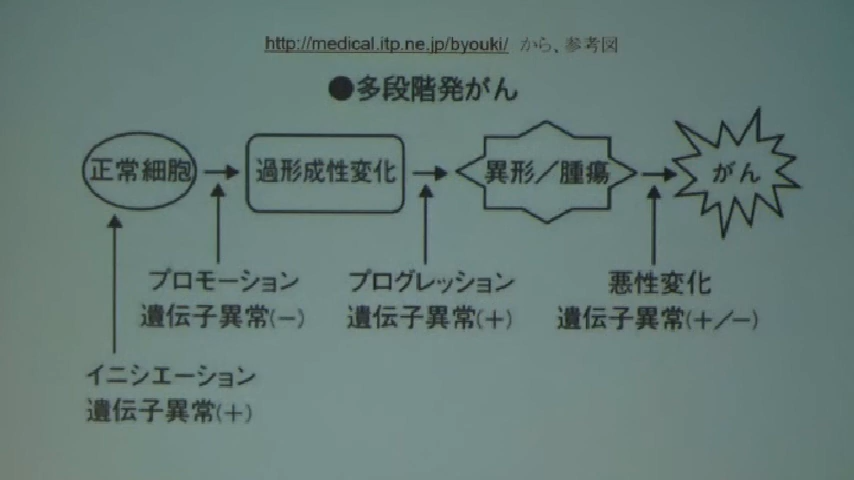 http://medical.itp.ne.jp/byouki/ から、参考図
●多段階発がん
正常細胞
過形成性変化
異形／腫瘍
がん
プロモーション
遺伝子異常(－)
プログレッション
遺伝子異常(＋)
悪性変化
遺伝子異常(＋／－)
イニシエーション
遺伝子異常(＋)